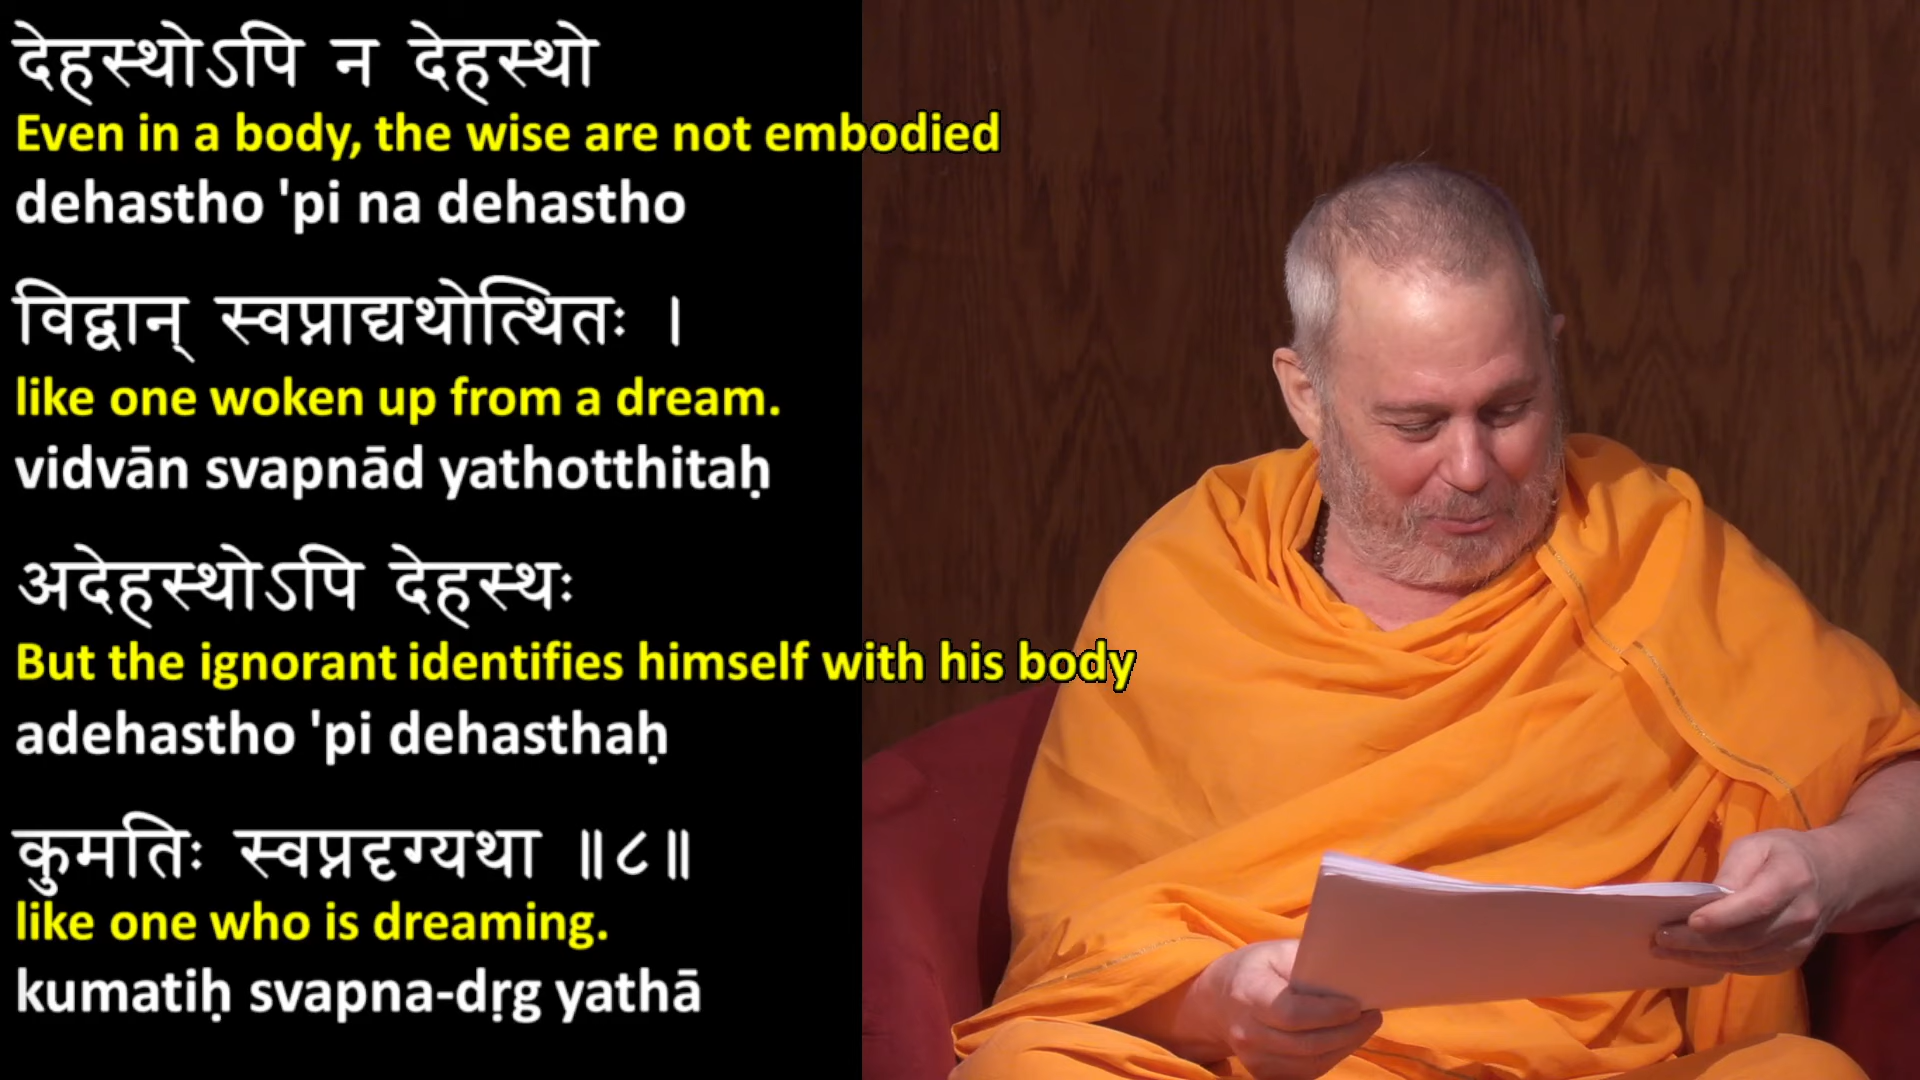 देहस्थोऽपि न देहस्थो
Even in a body, the wise are not embodied
dehastho 'pi na dehastho
विद्वान् स्वप्नाद्यथोत्थितः ।
like one woken up from a dream.
vidvān svapnād yathotthitaḥ
अदेहस्थोऽपि देहस्थः
But the ignorant identifies himself with his body
adehastho 'pi dehasthaḥ
कुमतिः स्वप्नदृग्यथा ॥८॥
like one who is dreaming.
kumatiḥ svapna-dṛg yathā